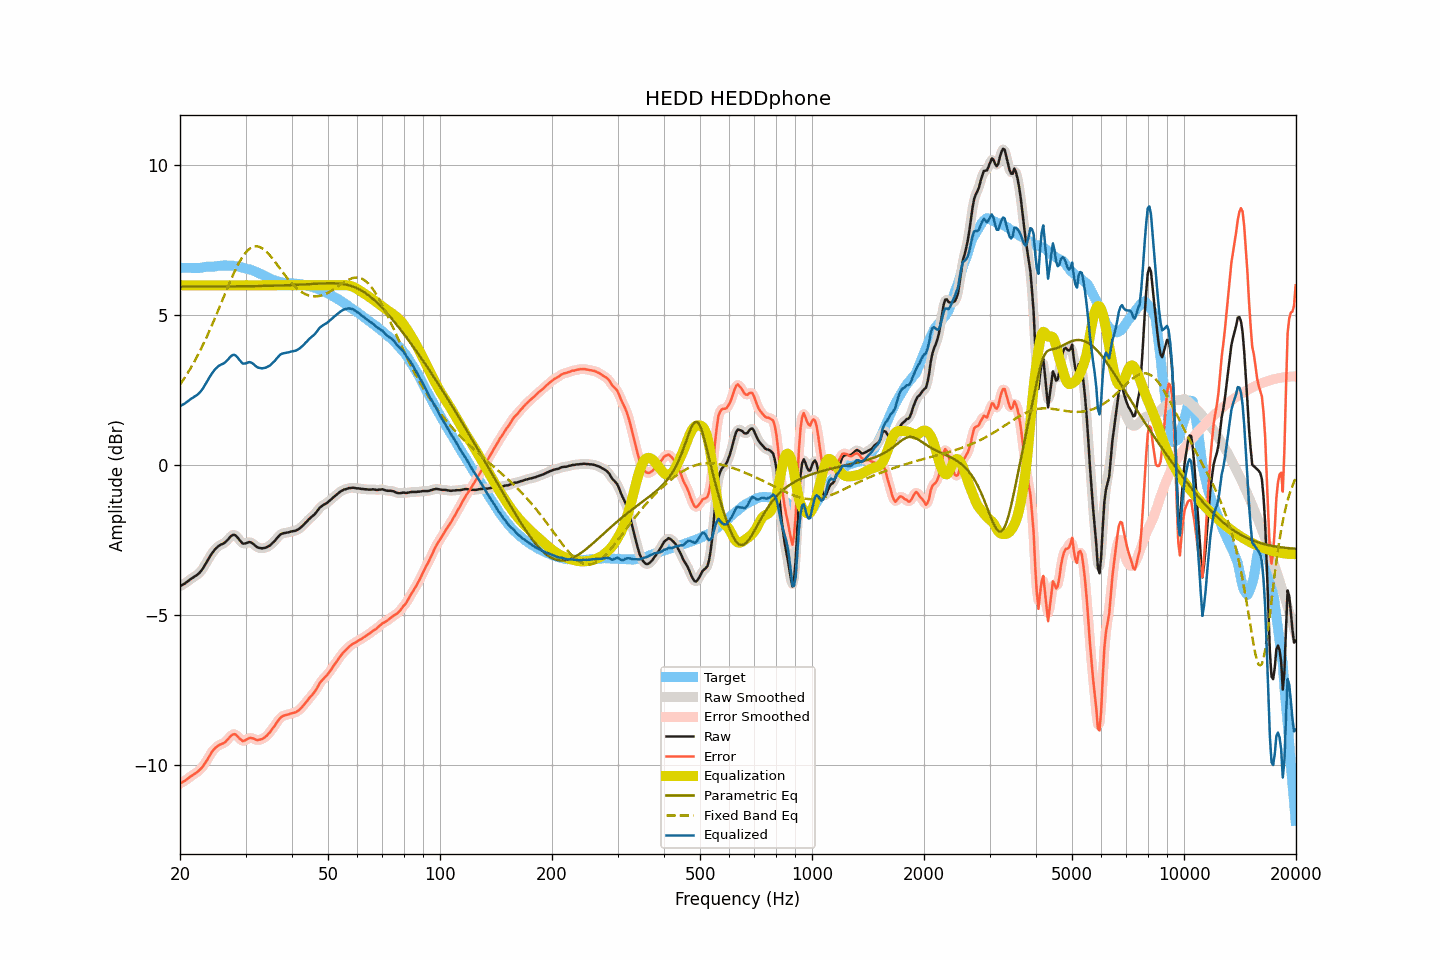 HEDD HEDDphone
Amplitude (dBr)
10
5
0
−5
−10
Target
Raw Smoothed
Error Smoothed
Raw
Error
Equalization
Parametric Eq
Fixed Band Eq
Equalized
20 50 100 200 500 1000 2000 5000 10000 20000
Frequency (Hz)